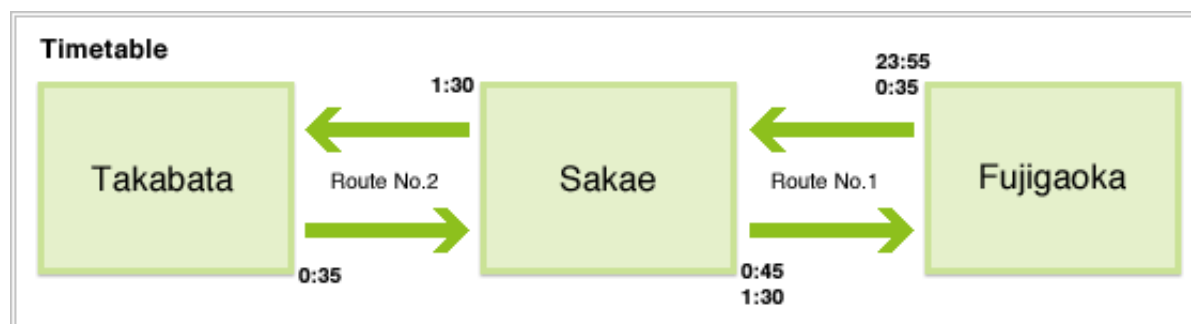 Timetable
23:55
1:30
0:35
Takabata
Route No.2
Sakae
Route No.1
Fujigaoka
0:35
0:45
1:30